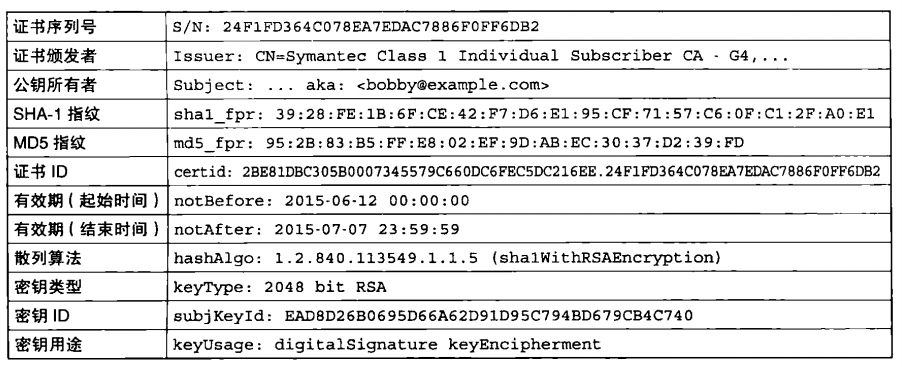 证书序列号 S/N: 24F1FD364C078EA7EDAC7886F0FF6DB2
证书颁发者 Issuer: CN=Symantec Class 1 Individual Subscriber CA - G4,...
公钥所有者 Subject: ... aka: <bobby@example.com>
SHA-1 指纹 sha1_fpr: 39:28:FE:1B:6F:CE:42:F7:D6:E1:95:CF:71:57:C6:0F:C1:2F:A0:E1
MD5 指纹 md5_fpr: 95:2B:83:B5:FF:E8:02:EF:9D:AB:EC:30:37:D2:39:FD
证书 ID certid: 2BE81DBC305B0007345579C660DC6FEC5DC216EE.24F1FD364C078EA7EDAC7886F0FF6DB2
有效期（起始时间） notBefore: 2015-06-12 00:00:00
有效期（结束时间） notAfter: 2015-07-07 23:59:59
散列算法 hashAlgo: 1.2.840.113549.1.1.5 (sha1WithRSAEncryption)
密钥类型 keyType: 2048 bit RSA
密钥 ID subjKeyId: EAD8D26B0695D66A62D91D95C794BD679CB4C740
密钥用途 keyUsage: digitalSignature keyEncipherment